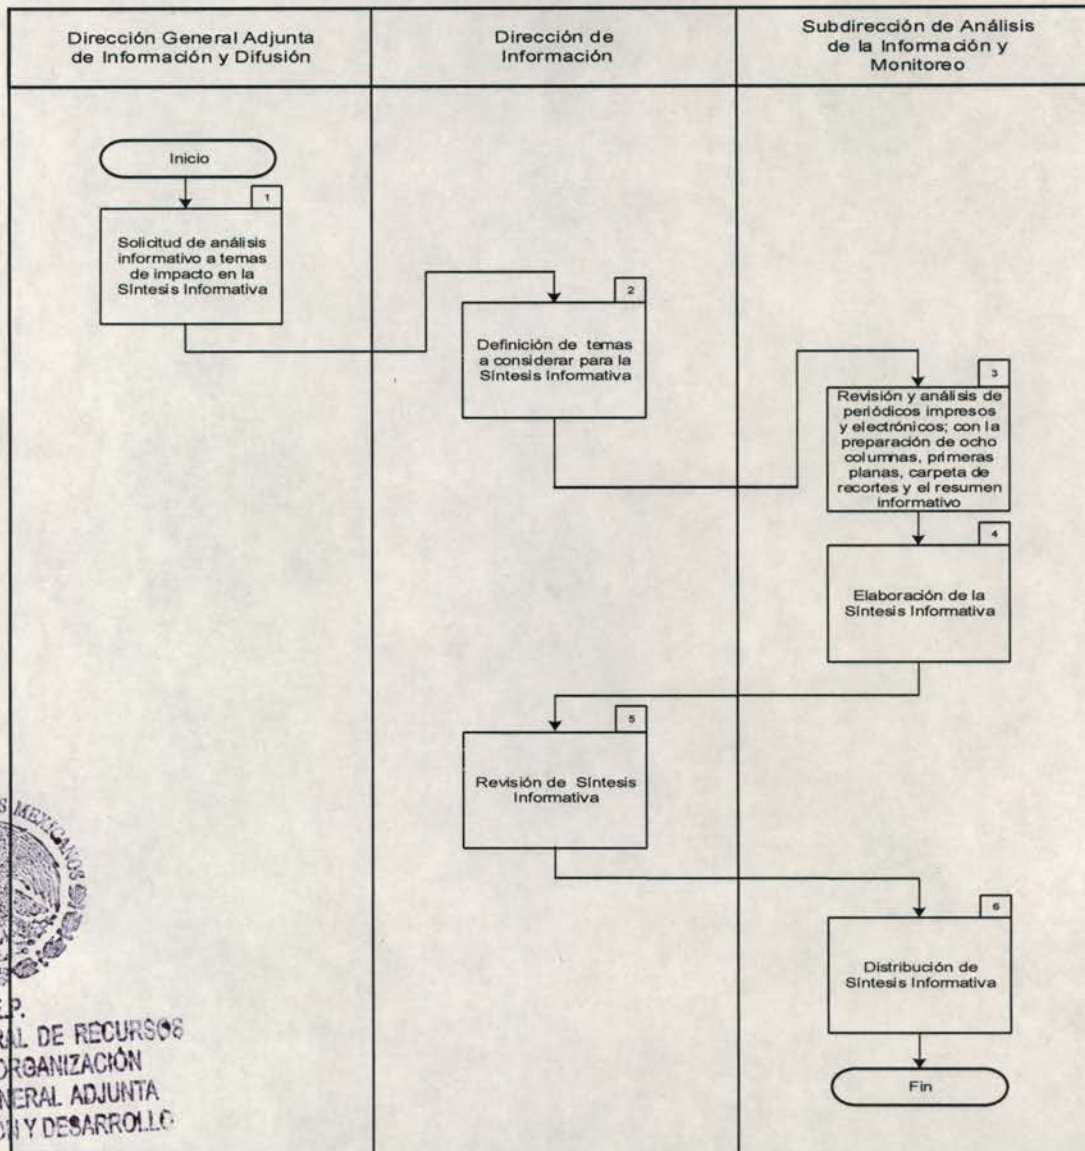 Dirección General Adjunta
de Información y Difusión
Dirección de
Información
Subdirección de Análisis
de la Información y
Monitoreo
Inicio
1
Solicitud de análisis
informativo a temas
de impacto en la
Síntesis Informativa
2
Definición de temas
a considerar para la
Síntesis Informativa
3
Revisión y análisis de
periódicos impresos
y electrónicos; con la
preparación de ocho
columnas, primeras
planas, carpeta de
recortes y el resumen
informativo
4
Elaboración de la
Síntesis Informativa
5
Revisión de Síntesis
Informativa
6
Distribución de
Síntesis Informativa
Fin
S MEXICANOS
E.P.
RAL DE RECURSOS
ORGANIZACIÓN
NERAL ADJUNTA
ÓN Y DESARROLLO